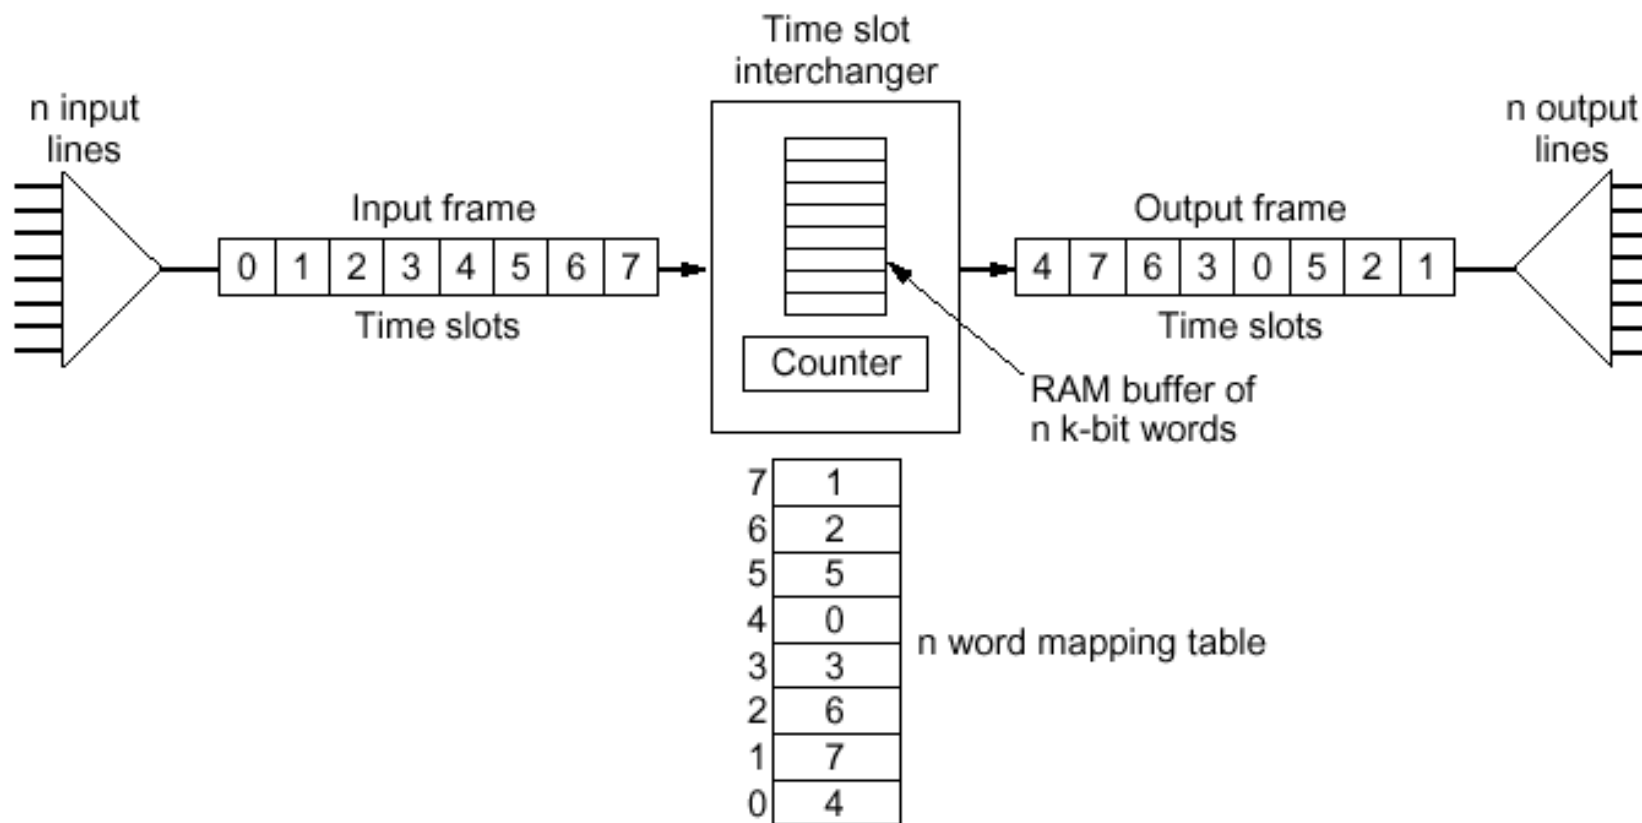 Time slot
interchanger
n input
lines
n output
lines
Input frame
Output frame
0 1 2 3 4 5 6 7
4 7 6 3 0 5 2 1
Time slots
Time slots
Counter
RAM buffer of
n k-bit words
7 1
6 2
5 5
4 0
n word mapping table
3 3
2 6
1 7
0 4